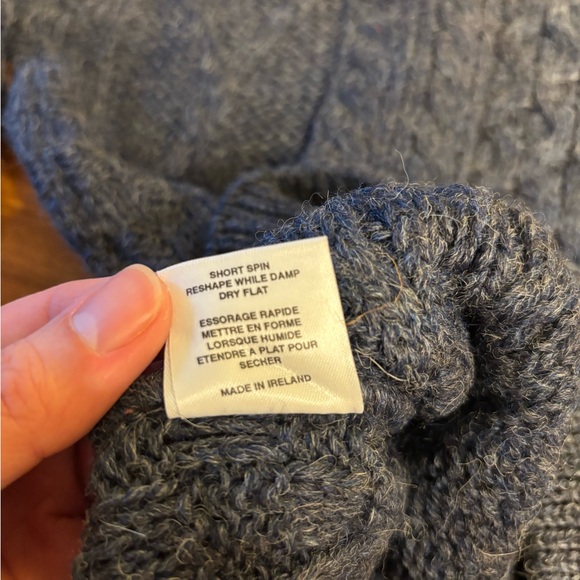 SHORT SPIN
RESHAPE WHILE DAMP
DRY FLAT
ESSORAGE RAPIDE
METTRE EN FORME
LORSQUE HUMIDE
ETENDRE A PLAT POUR
SECHER
MADE IN IRELAND